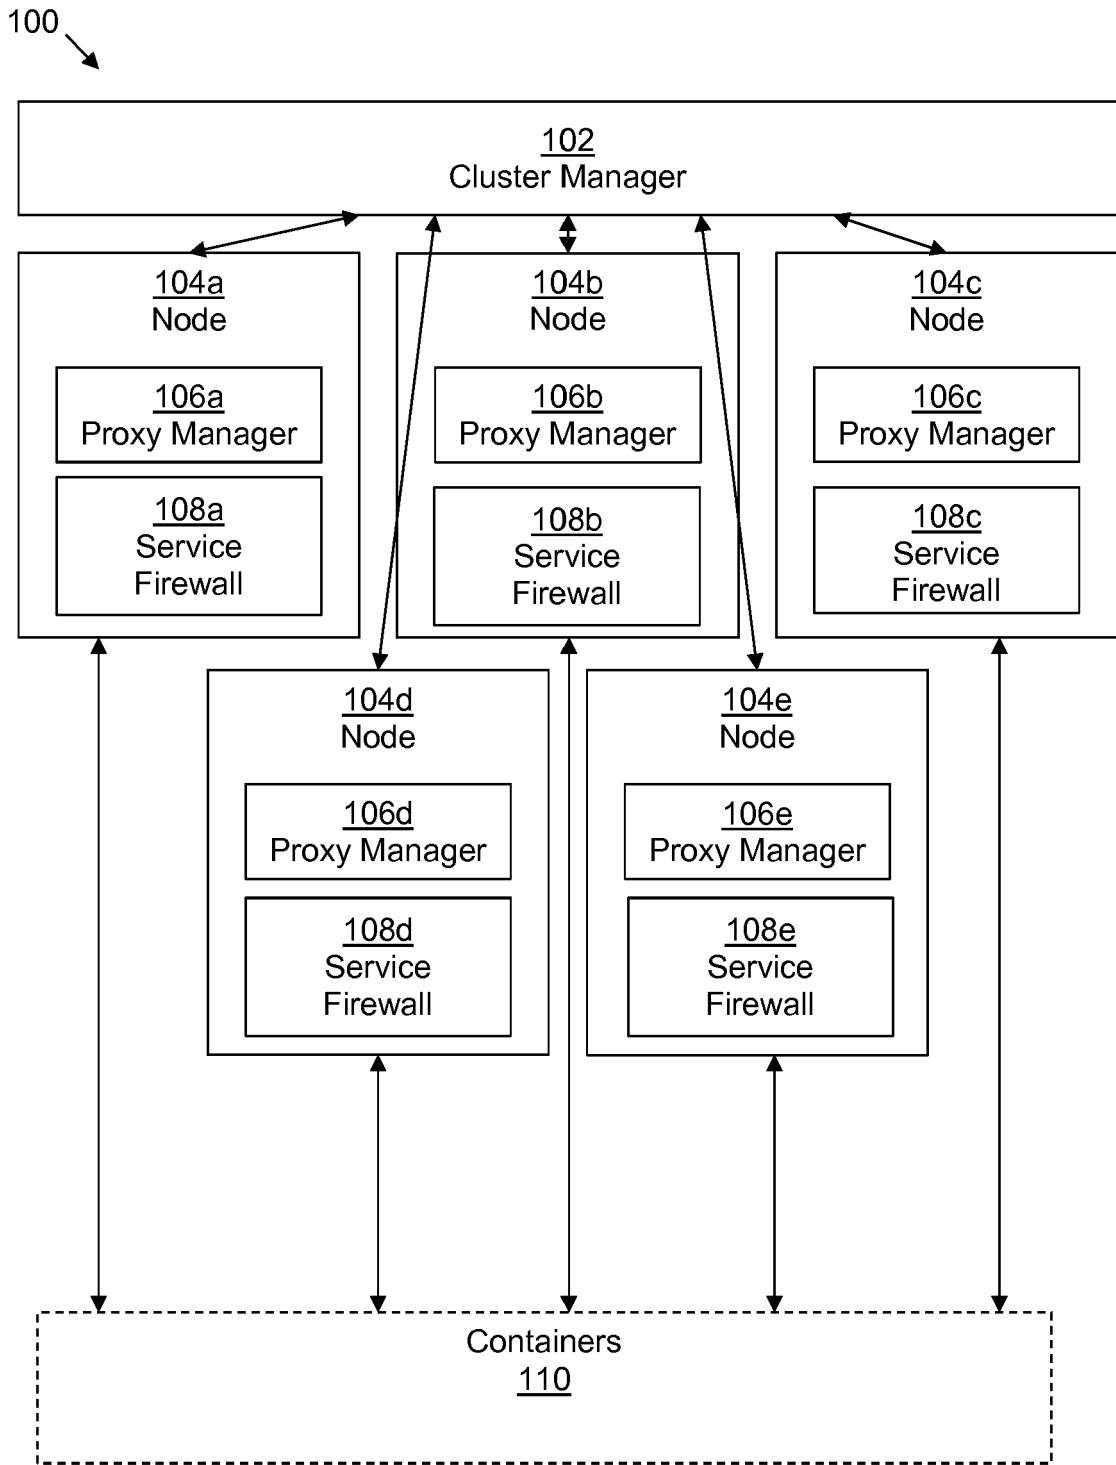 100
102
Cluster Manager
104a
Node
106a
Proxy Manager
108a
Service
Firewall
104b
Node
106b
Proxy Manager
108b
Service
Firewall
104c
Node
106c
Proxy Manager
108c
Service
Firewall
104d
Node
106d
Proxy Manager
108d
Service
Firewall
104e
Node
106e
Proxy Manager
108e
Service
Firewall
Containers
110